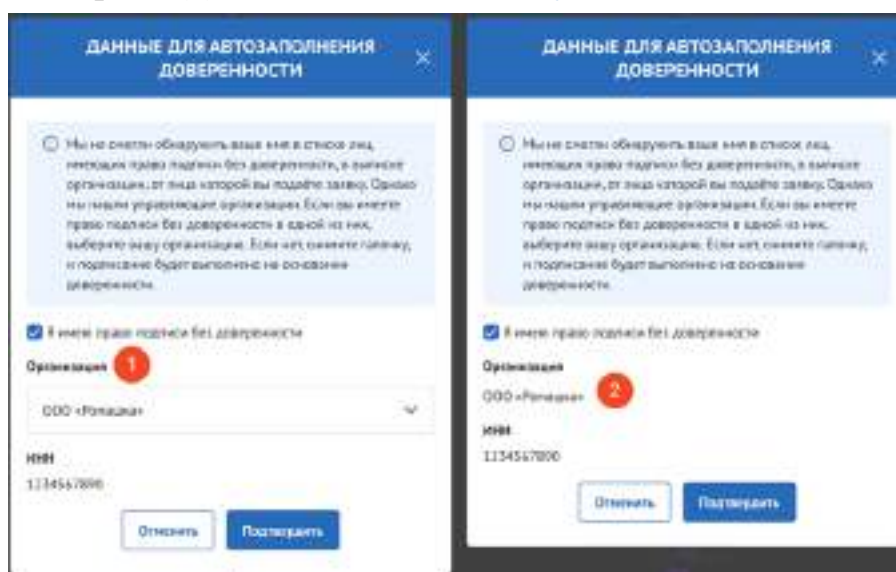 ДАННЫЕ ДЛЯ АВТОЗАПОЛНЕНИЯ
ДОВЕРЕННОСТИ
Мы не смогли обнаружить ваше имя в списке лиц,
имеющих право подписи без доверенности, в выписке
организации, от лица которой вы подаёте заявку. Однако
мы нашли управляющие организации. Если вы имеете
право подписи без доверенности в одной из них,
выберите вашу организацию. Если нет, снимите галочку,
и подписание будет выполнено на основании
доверенности.
Я имею право подписи без доверенности
Организация 1
ООО «Ромашка»
ИНН
1234567890
Отменить Подтвердить
ДАННЫЕ ДЛЯ АВТОЗАПОЛНЕНИЯ
ДОВЕРЕННОСТИ
Мы не смогли обнаружить ваше имя в списке лиц,
имеющих право подписи без доверенности, в выписке
организации, от лица которой вы подаёте заявку. Однако
мы нашли управляющие организации. Если вы имеете
право подписи без доверенности в одной из них,
выберите вашу организацию. Если нет, снимите галочку,
и подписание будет выполнено на основании
доверенности.
Я имею право подписи без доверенности
Организация
ООО «Ромашка» 2
ИНН
1234567890
Отменить Подтвердить